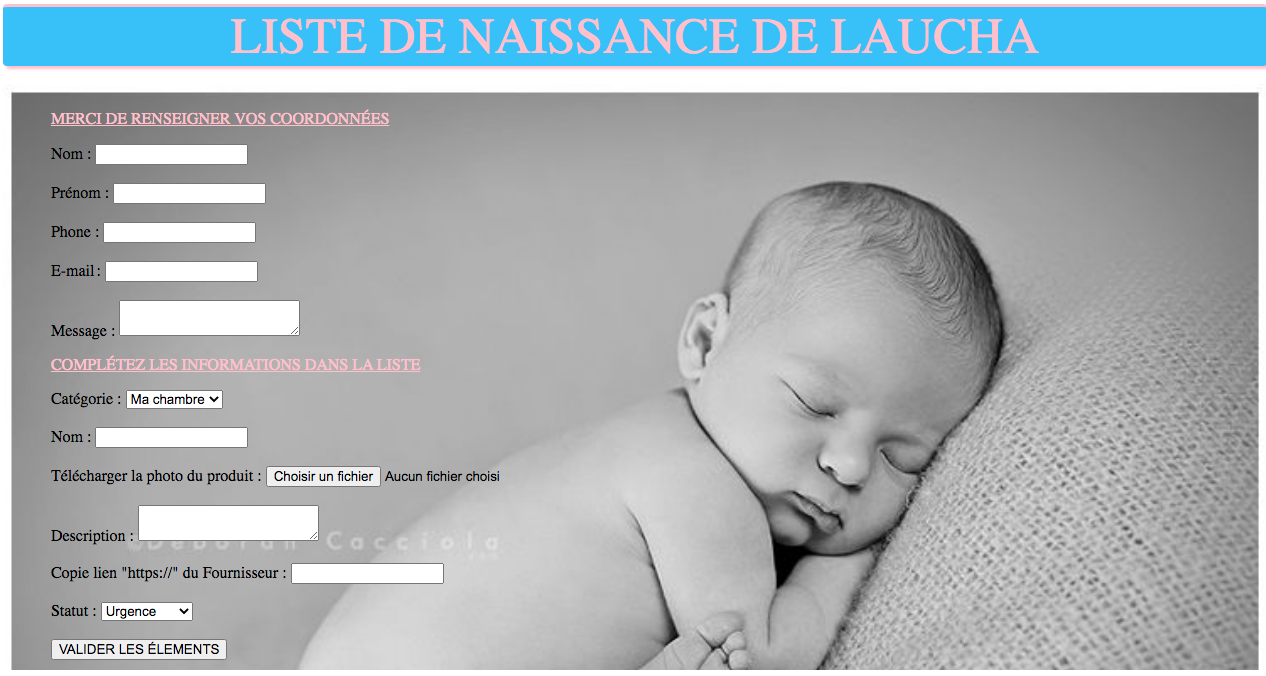 LISTE DE NAISSANCE DE LAUCHA
MERCI DE RENSEIGNER VOS COORDONNÉES
Nom :
Prénom :
Phone :
E-mail :
Message :
COMPLÉTEZ LES INFORMATIONS DANS LA LISTE
Catégorie : Ma chambre
Nom :
Télécharger la photo du produit : Choisir un fichier Aucun fichier choisi
Description :
©Deborah Cacciola
Copie lien "https://" du Fournisseur :
Statut : Urgence
VALIDER LES ÉLEMENTS